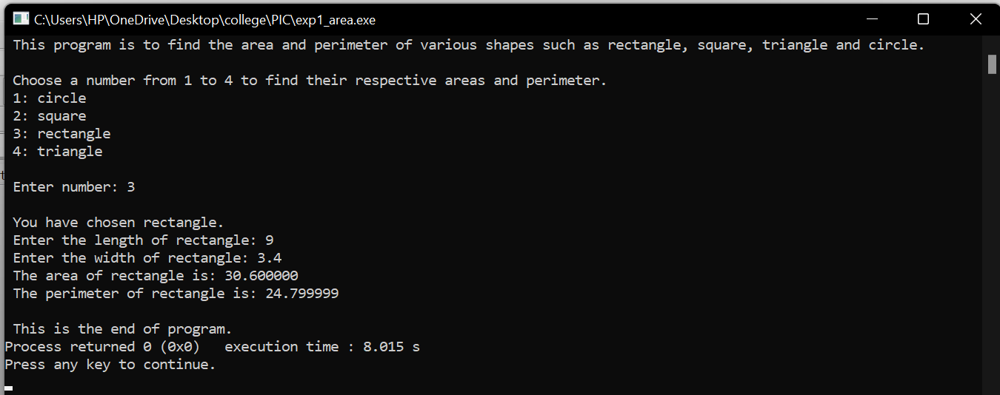 C:\Users\HP\OneDrive\Desktop\college\PIC\exp1_area.exe
This program is to find the area and perimeter of various shapes such as rectangle, square, triangle and circle.
Choose a number from 1 to 4 to find their respective areas and perimeter.
1: circle
2: square
3: rectangle
4: triangle
Enter number: 3
You have chosen rectangle.
Enter the length of rectangle: 9
Enter the width of rectangle: 3.4
The area of rectangle is: 30.600000
The perimeter of rectangle is: 24.799999
This is the end of program.
Process returned 0 (0x0)   execution time : 8.015 s
Press any key to continue.